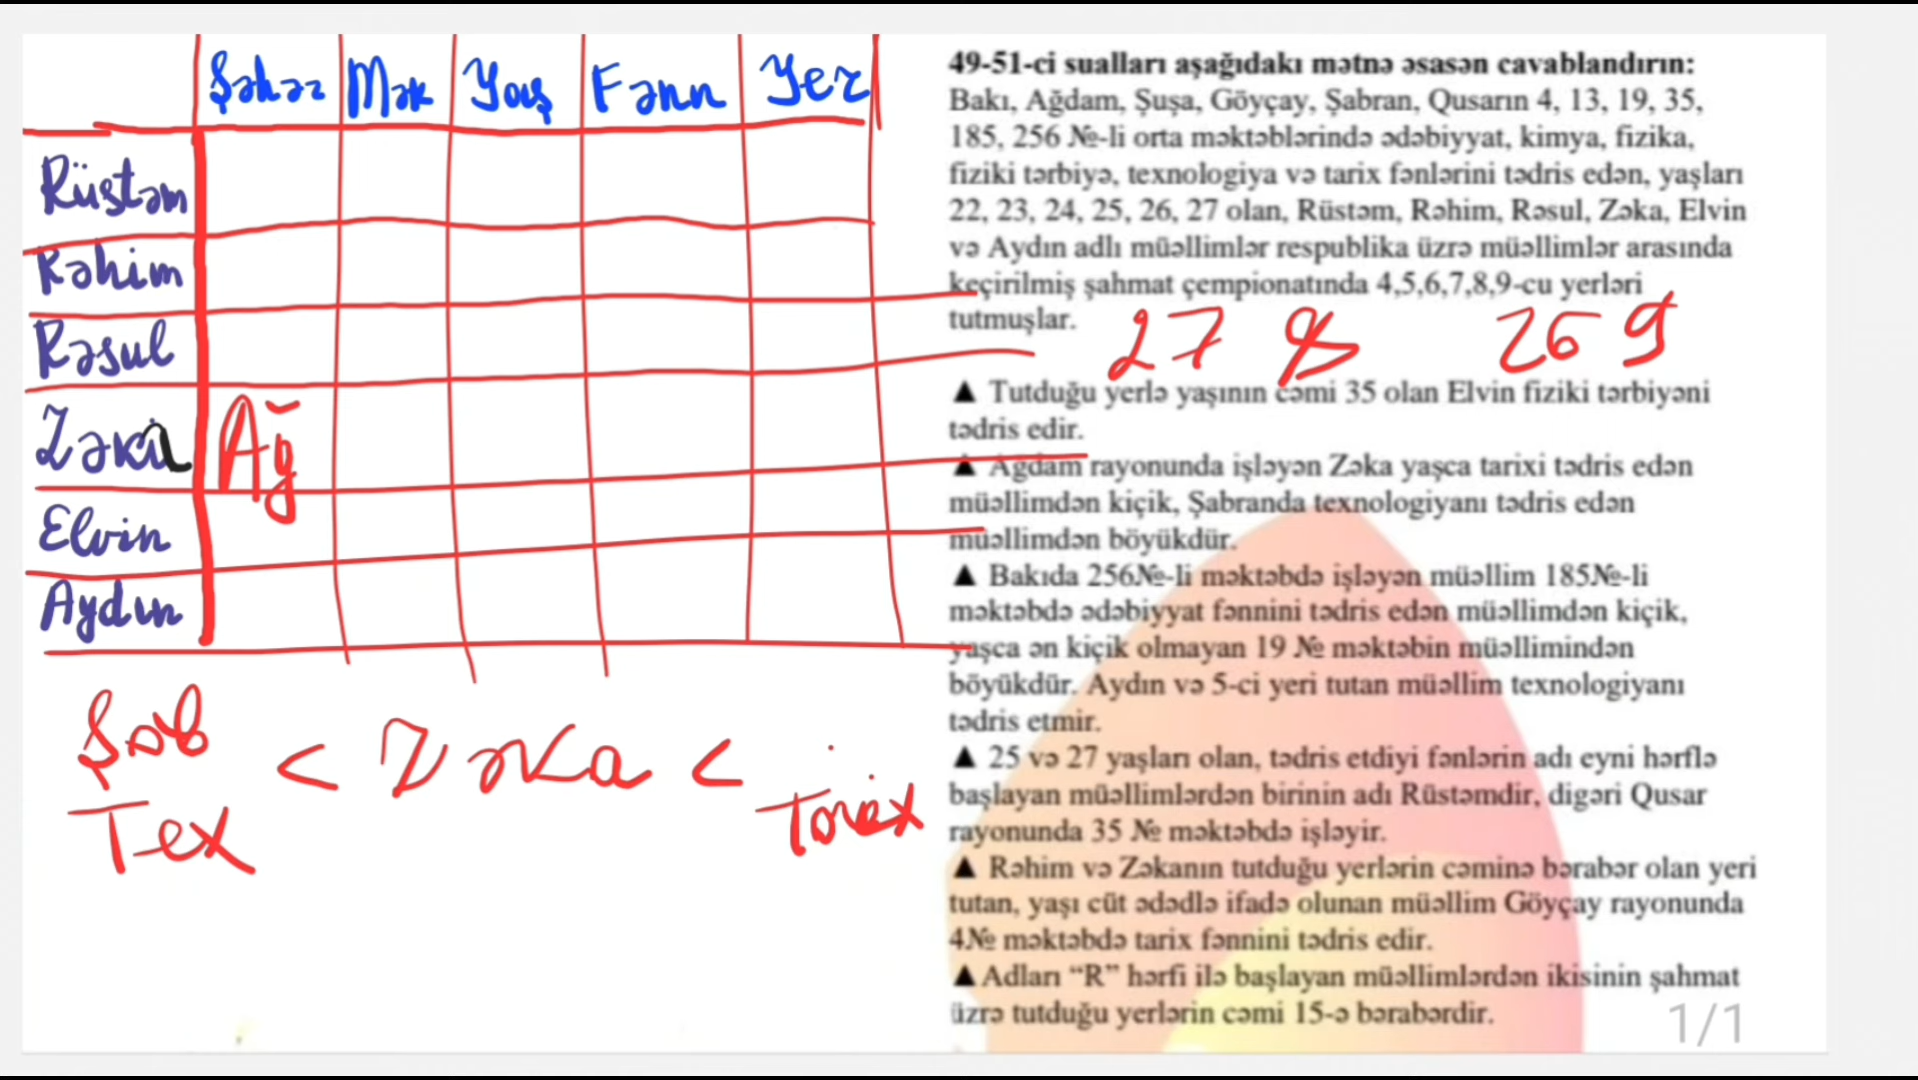 Şəhər Mək Yaş Fənn Yer
Rüstəm
Rəhim
Rəsul
Zəka Ağ
Elvin
Aydın
Şab < Zəka <
Tex Tarix
49-51-ci sualları aşağıdakı mətnə əsasən cavablandırın:
Bakı, Ağdam, Şuşa, Göyçay, Şabran, Qusarın 4, 13, 19, 35,
185, 256 №-li orta məktəblərində ədəbiyyat, kimya, fizika,
fiziki tərbiyə, texnologiya və tarix fənlərini tədris edən, yaşları
22, 23, 24, 25, 26, 27 olan, Rüstəm, Rəhim, Rəsul, Zəka, Elvin
və Aydın adlı müəllimlər respublika üzrə müəllimlər arasında
keçirilmiş şahmat çempionatında 4,5,6,7,8,9-cu yerləri
tutmuşlar.
27 8 26 9
▲ Tutduğu yerlə yaşının cəmi 35 olan Elvin fiziki tərbiyəni
tədris edir.
▲ Ağdam rayonunda işləyən Zəka yaşca tarixi tədris edən
müəllimdən kiçik, Şabranda texnologiyanı tədris edən
müəllimdən böyükdür.
▲ Bakıda 256№-li məktəbdə işləyən müəllim 185№-li
məktəbdə ədəbiyyat fənnini tədris edən müəllimdən kiçik,
yaşca ən kiçik olmayan 19 № məktəbin müəllimindən
böyükdür. Aydın və 5-ci yeri tutan müəllim texnologiyanı
tədris etmir.
▲ 25 və 27 yaşları olan, tədris etdiyi fənlərin adı eyni hərflə
başlayan müəllimlərdən birinin adı Rüstəmdir, digəri Qusar
rayonunda 35 № məktəbdə işləyir.
▲ Rəhim və Zəkanın tutduğu yerlərin cəminə bərabər olan yeri
tutan, yaşı cüt ədədlə ifadə olunan müəllim Göyçay rayonunda
4№ məktəbdə tarix fənnini tədris edir.
▲Adları “R” hərfi ilə başlayan müəllimlərdən ikisinin şahmat
üzrə tutduğu yerlərin cəmi 15-ə bərabərdir.
1/1